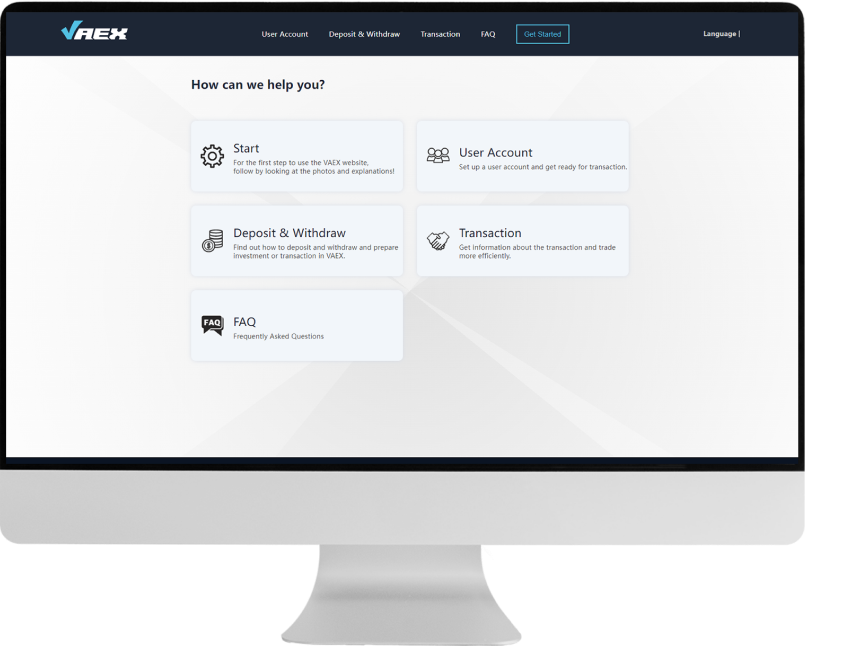 VAEX
User Account
Deposit & Withdraw
Transaction
FAQ
Get Started
Language |
How can we help you?
Start
For the first step to use the VAEX website,
follow by looking at the photos and explanations!
User Account
Set up a user account and get ready for transaction.
Deposit & Withdraw
Find out how to deposit and withdraw and prepare
investment or transaction in VAEX.
Transaction
Get information about the transaction and trade
more efficiently.
FAQ
FAQ
Frequently Asked Questions